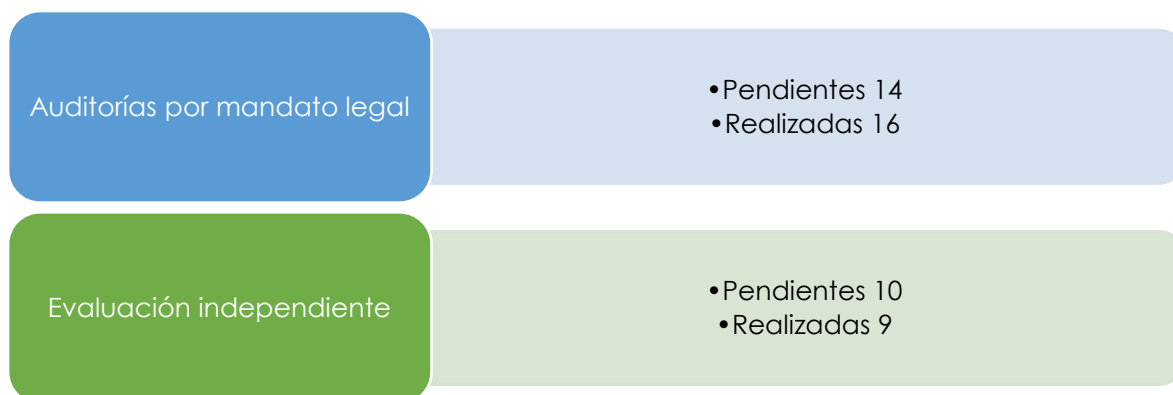 Auditorías por mandato legal
•Pendientes 14
•Realizadas 16
Evaluación independiente
•Pendientes 10
•Realizadas 9